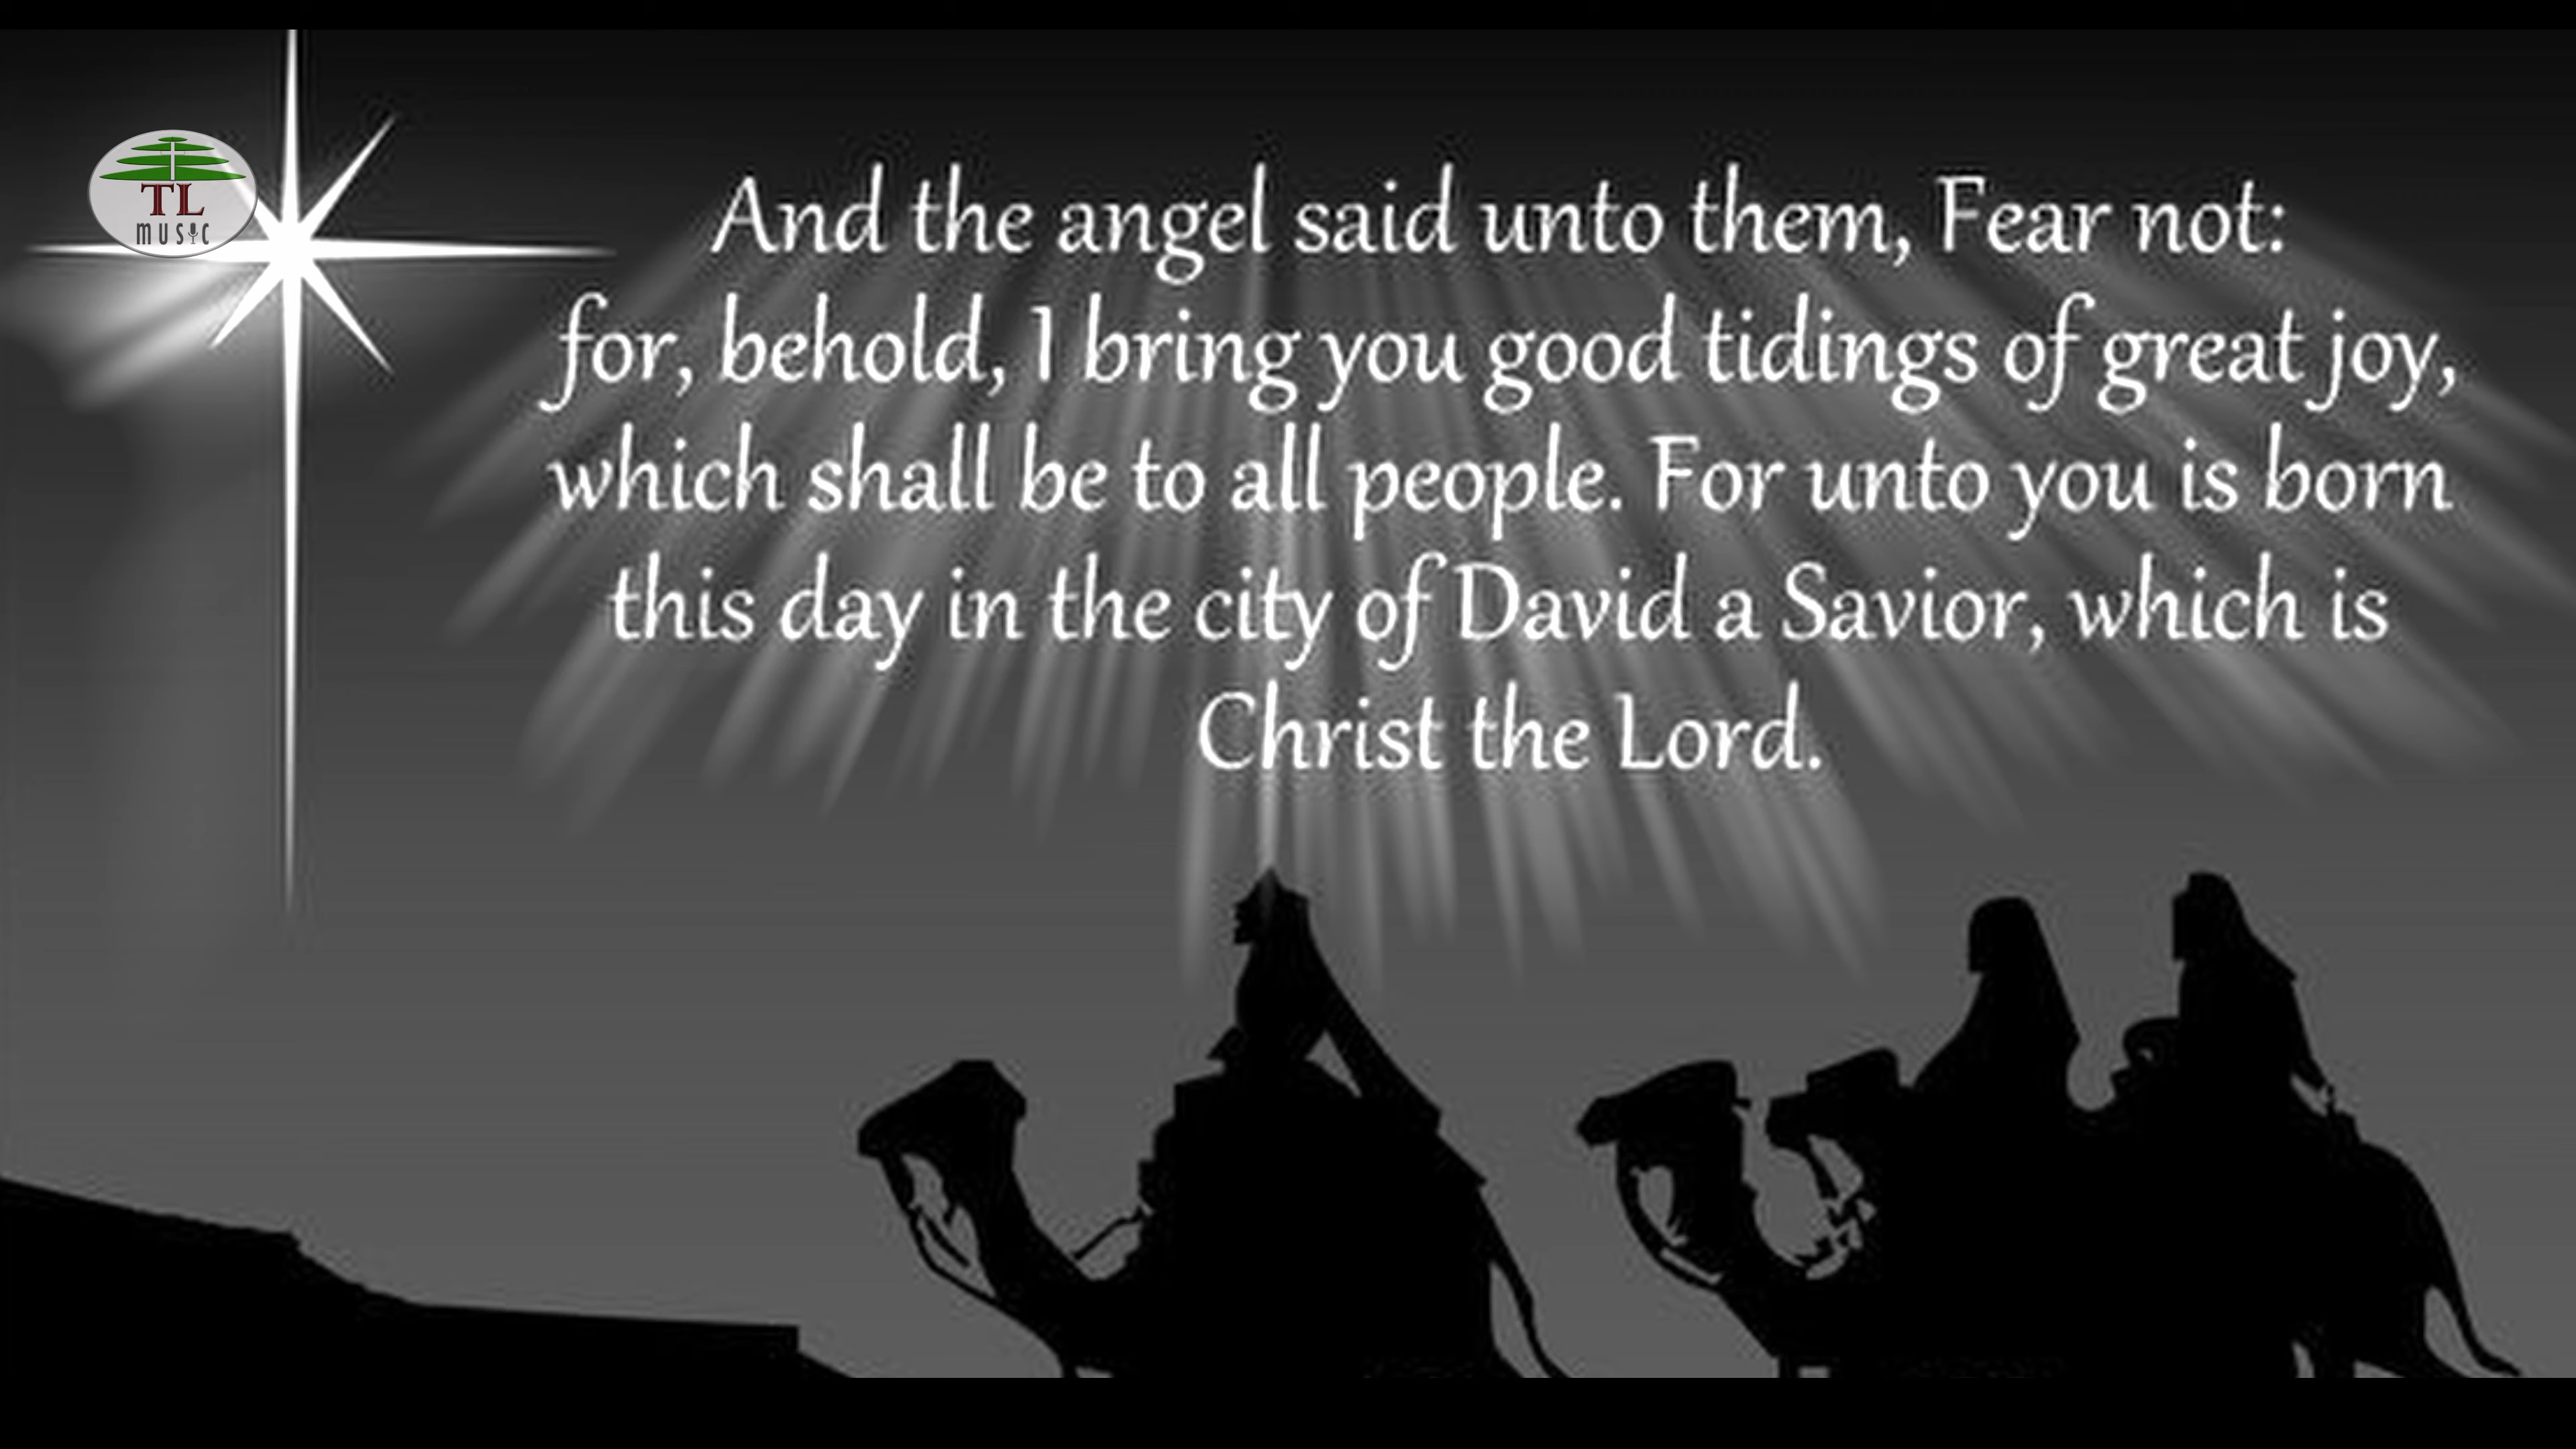 TL
MUSIC
And the angel said unto them, Fear not:
for, behold, I bring you good tidings of great joy,
which shall be to all people. For unto you is born
this day in the city of David a Savior, which is
Christ the Lord.